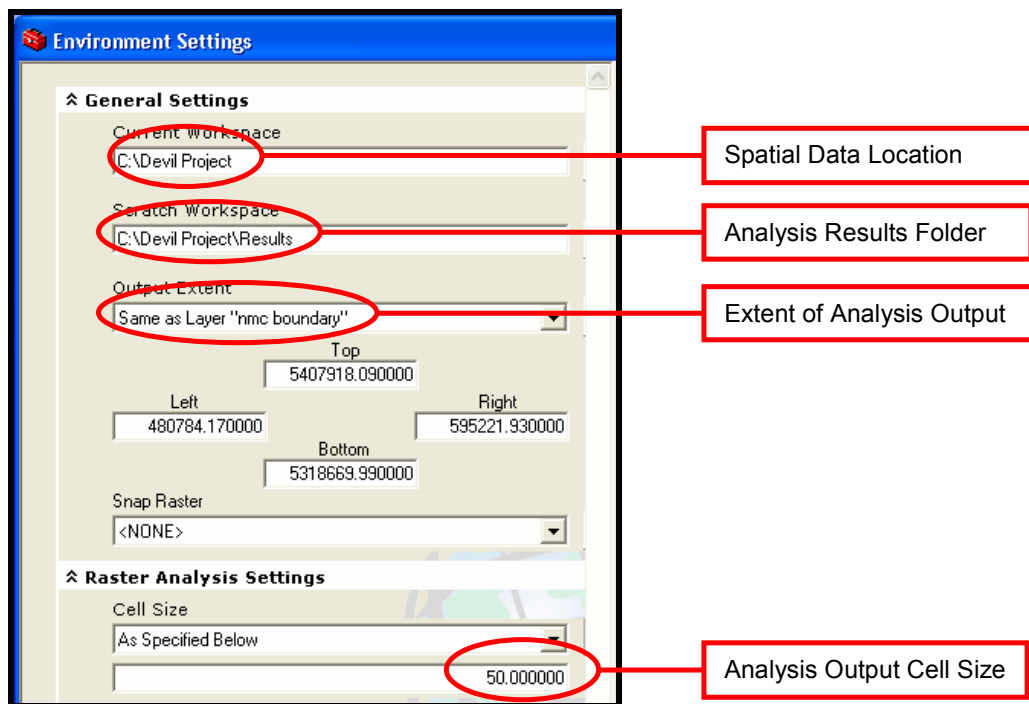 Environment Settings
General Settings
Current Workspace
C:\Devil Project
Spatial Data Location
Scratch Workspace
C:\Devil Project\Results
Analysis Results Folder
Output Extent
Same as Layer "nmc boundary"
Extent of Analysis Output
Top
5407918.090000
Left Right
480784.170000 595221.930000
Bottom
5318669.990000
Snap Raster
<NONE>
Raster Analysis Settings
Cell Size
As Specified Below
50.000000
Analysis Output Cell Size